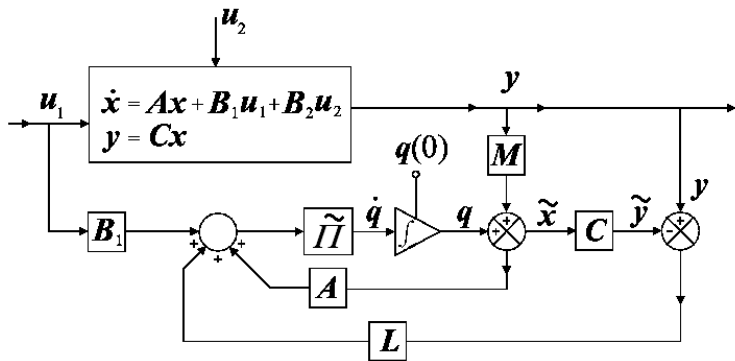 u₂
u₁
ẋ = Ax + B₁u₁ + B₂u₂
y = Cx
y
q(0)
M
y
B₁
+
+
+
+
Π̃
q̇
∫
q
+
+
x̃
C
ỹ
-
+
A
L